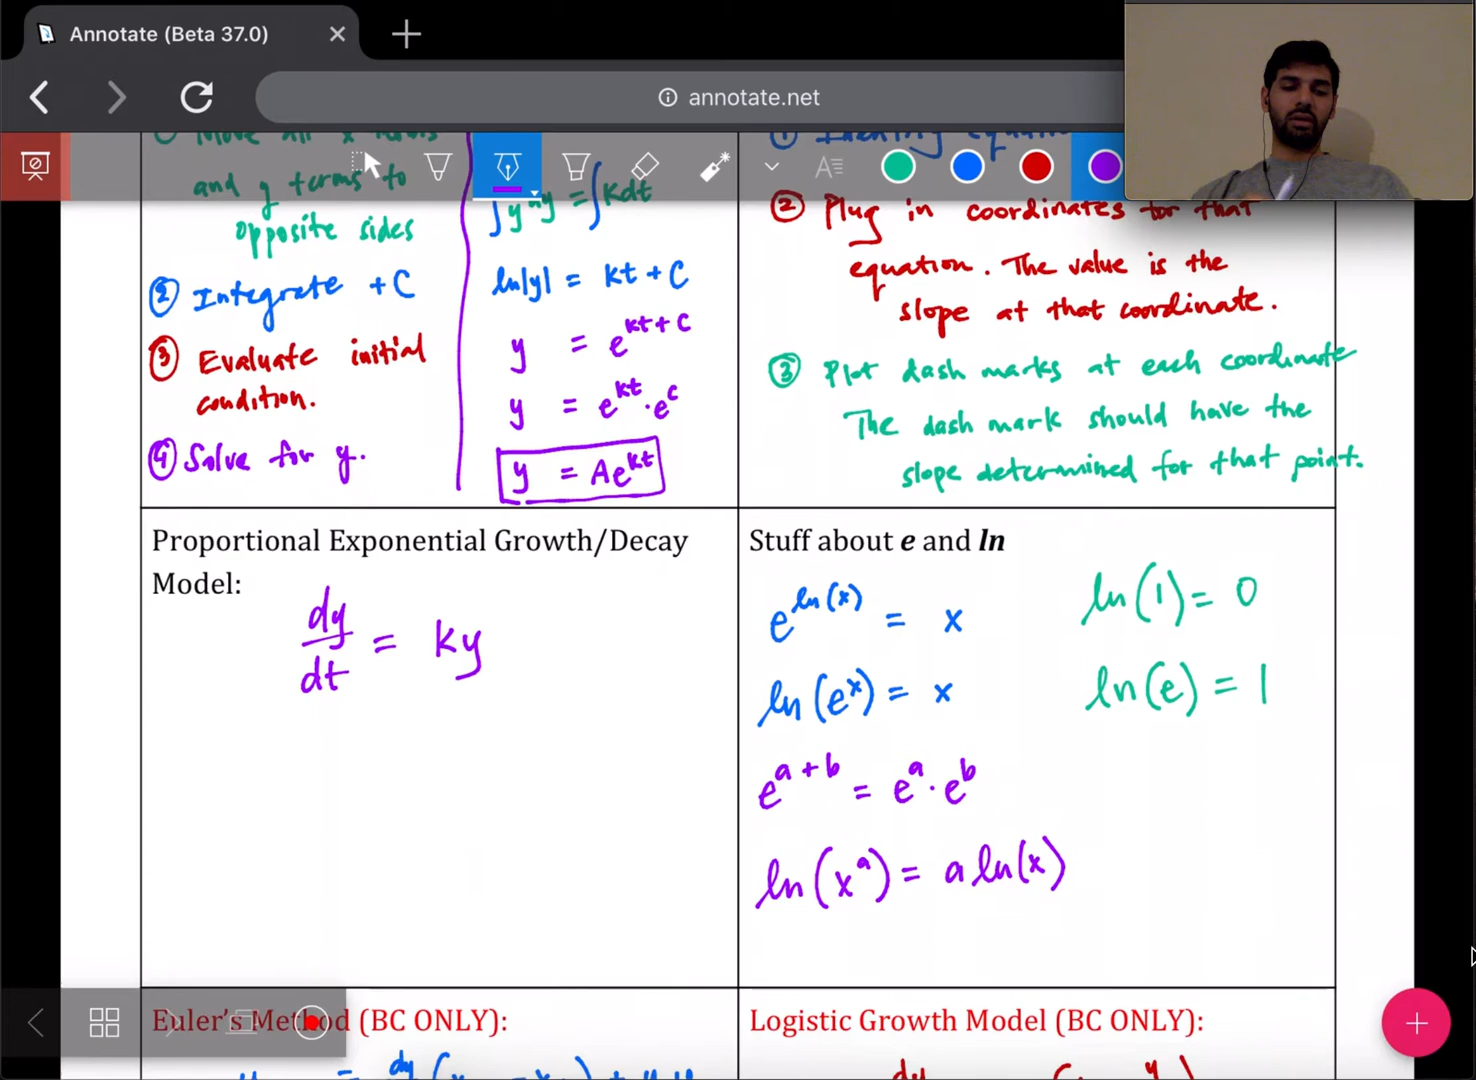 Annotate (Beta 37.0)
annotate.net
and y terms to
opposite sides
② Integrate + C
③ Evaluate initial
condition.
④ Solve for y.
= ∫ k dt
ln|y| = kt + C
y = e^{kt + C}
y = e^{kt} · e^{C}
y = Ae^{kt}
② Plug in coordinates for that
equation. The value is the
slope at that coordinate.
③ Plot dash marks at each coordinate
The dash mark should have the
slope determined for that point.
Proportional Exponential Growth/Decay
Model:
dy/dt = ky
Stuff about e and ln
e^{ln(x)} = x
ln(e^x) = x
e^{a + b} = e^a · e^b
ln(x^a) = a ln(x)
ln(1) = 0
ln(e) = 1
Euler's Method (BC ONLY):
Logistic Growth Model (BC ONLY):